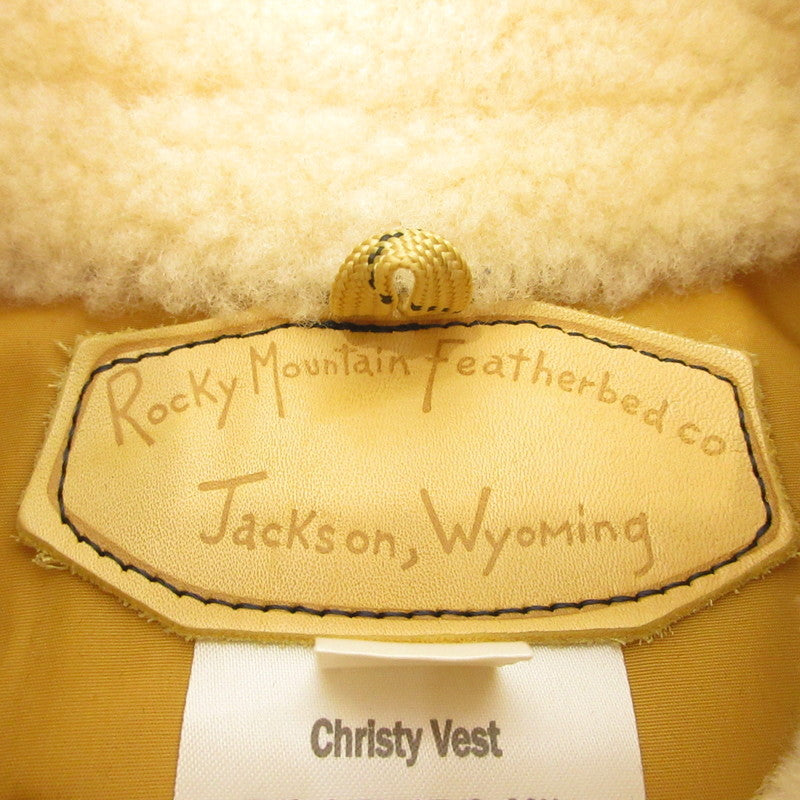 Rocky Mountain Featherbed co
Jackson, Wyoming
Christy Vest